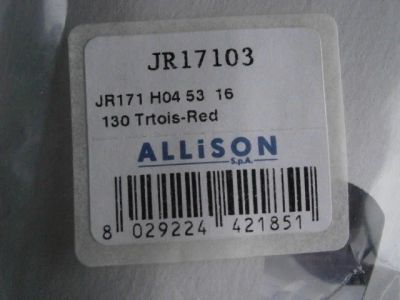 JR17103
JR171 H04 53 16
130 Trtois-Red
ALLiSON
S.p.A.
8 029224 421851